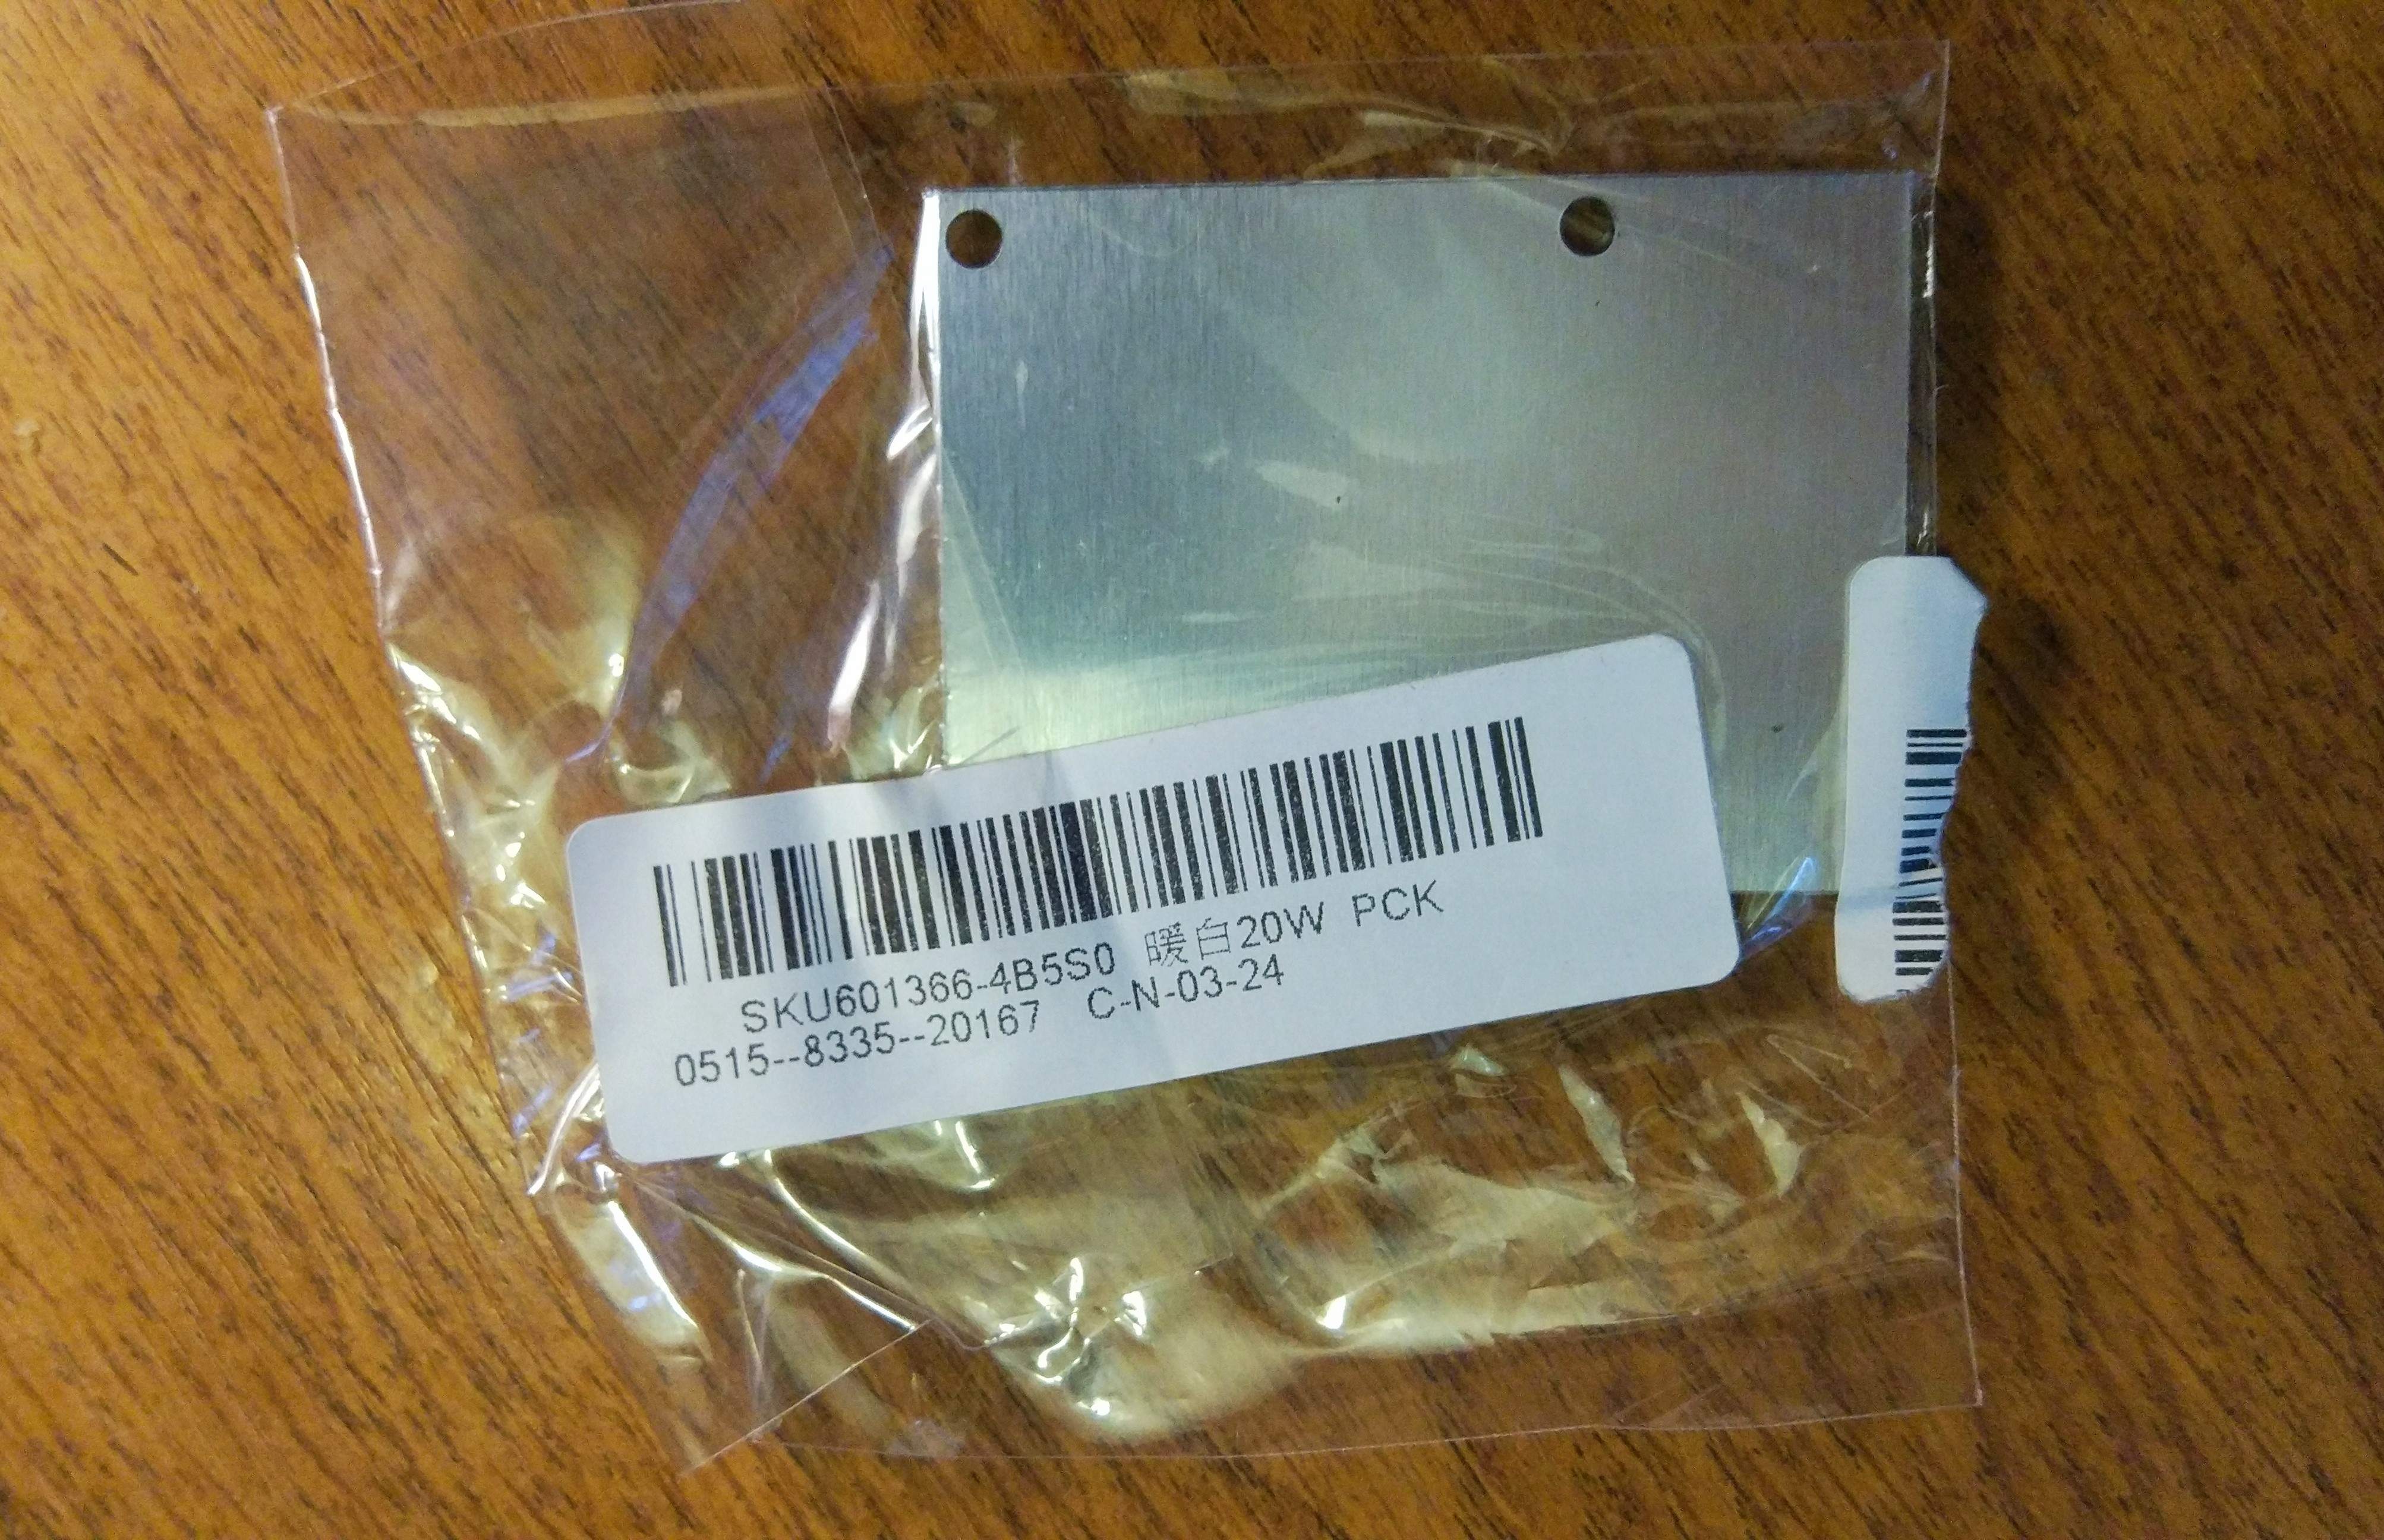 SKU601366-4B5S0 暖白20W PCK
0515--8335--20167 C-N-03-24